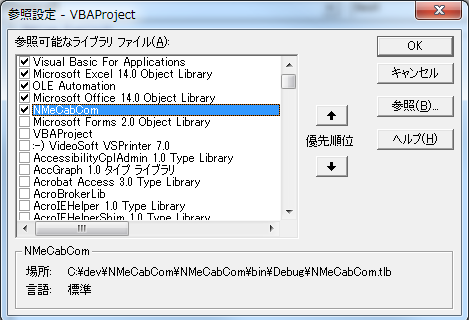 参照設定 - VBAProject
参照可能なライブラリ ファイル(A):
Visual Basic For Applications
Microsoft Excel 14.0 Object Library
OLE Automation
Microsoft Office 14.0 Object Library
NMeCabCom
Microsoft Forms 2.0 Object Library
VBAProject
:-) VideoSoft VSPrinter 7.0
AccessibilityCplAdmin 1.0 Type Library
AccGraph 1.0 タイプ ライブラリ
Acrobat Access 3.0 Type Library
AcroBrokerLib
AcroIEHelper 1.0 Type Library
AcroIEHelperShim 1.0 Type Library
優先順位
OK
キャンセル
参照(B)...
ヘルプ(H)
NMeCabCom
場所: C:¥dev¥NMeCabCom¥NMeCabCom¥bin¥Debug¥NMeCabCom.tlb
言語: 標準